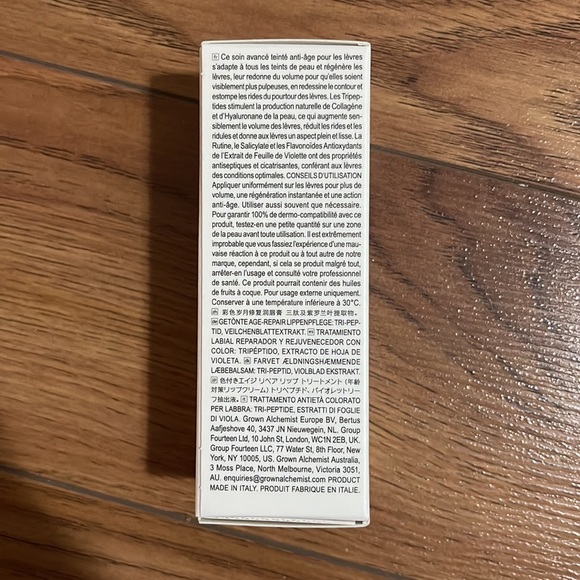 fr Ce soin avancé teinté anti-âge pour les lèvres
s'adapte à tous les teints de peau et régénère les
lèvres, leur redonne du volume pour qu'elles soient
visiblement plus pulpeuses, en redessine le contour et
estompe les rides du pourtour des lèvres. Les Tripep-
tides stimulent la production naturelle de Collagène
et d'Hyaluronane de la peau, ce qui augmente sen-
siblement le volume des lèvres, réduit les rides et les
ridules et donne aux lèvres un aspect plein et lisse. La
Rutine, le Salicylate et les Flavonoïdes Antioxydants
de l'Extrait de Feuille de Violette ont des propriétés
antiseptiques et cicatrisantes, conférant aux lèvres
des conditions optimales. CONSEILS D'UTILISATION
Appliquer uniformément sur les lèvres pour plus de
volume, une régénération instantanée et une action
anti-âge. Utiliser aussi souvent que nécessaire.
Pour garantir 100% de dermo-compatibilité avec ce
produit, testez-en une petite quantité sur une zone
de la peau avant toute utilisation. Il est extrêmement
improbable que vous fassiez l'expérience d'une mau-
vaise réaction à ce produit ou à tout autre de notre
marque, cependant, si cela se produit malgré tout,
arrêter-en l'usage et consulté votre professionnel
de santé. Ce produit pourrait contenir des huiles
de fruits à coque. Pour usage externe uniquement.
Conserver à une température inférieure à 30°C.
zh 彩色岁月修复润唇膏 三肽及紫罗兰叶提取物。
de GETÖNTE AGE-REPAIR LIPPENPFLEGE: TRI-PEP-
TID, VEILCHENBLATTEXTRAKT. es TRATAMIENTO
LABIAL REPARADOR Y REJUVENECEDOR CON
COLOR: TRIPÉPTIDO, EXTRACTO DE HOJA DE
VIOLETA. da FARVET ÆLDNINGSHÆMMENDE
LÆBEBALSAM: TRI-PEPTID, VIOLBLAD EKSTRAKT.
jp 色付きエイジ リペア リップ トリートメント (年齢
対策リップクリーム) トリペプチド、バイオレットリー
フ抽出液。 it TRATTAMENTO ANTIETÀ COLORATO
PER LABBRA: TRI-PEPTIDE, ESTRATTI DI FOGLIE
DI VIOLA. Grown Alchemist Europe BV, Bertus
Aafjeshove 40, 3437 JN Nieuwegein, NL. Group
Fourteen Ltd, 10 John St, London, WC1N 2EB, UK.
Group Fourteen LLC, 77 Water St, 8th Floor, New
York, NY 10005, US. Grown Alchemist Australia,
3 Moss Place, North Melbourne, Victoria 3051,
AU. enquiries@grownalchemist.com PRODUCT
MADE IN ITALY. PRODUIT FABRIQUE EN ITALIE.